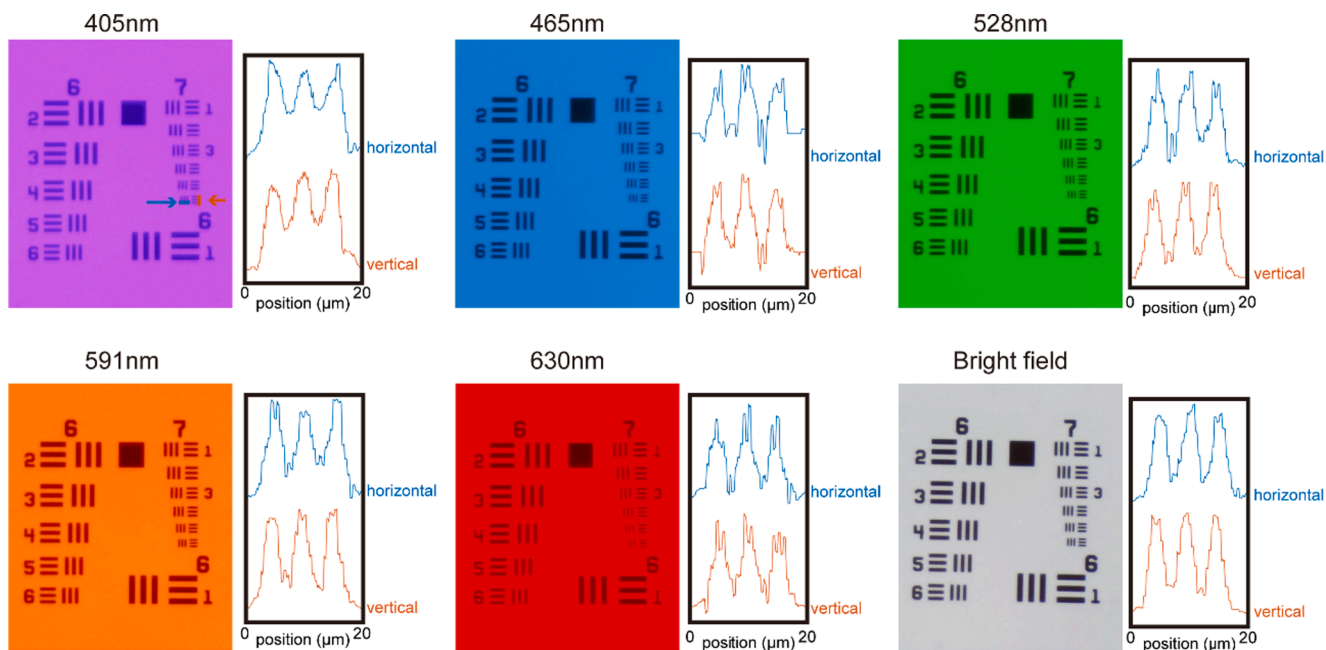 405nm
465nm
528nm
6 7
2 1
3 3
4
5 6
6 1
horizontal
vertical
0 20
position (µm)
6 7
2 1
3 3
4
5 6
6 1
horizontal
vertical
0 20
position (µm)
6 7
2 1
3 3
4
5 6
6 1
horizontal
vertical
0 20
position (µm)
591nm
630nm
Bright field
6 7
2 1
3 3
4
5 6
6 1
horizontal
vertical
0 20
position (µm)
6 7
2 1
3 3
4
5 6
6 1
horizontal
vertical
0 20
position (µm)
6 7
2 1
3 3
4
5 6
6 1
horizontal
vertical
0 20
position (µm)